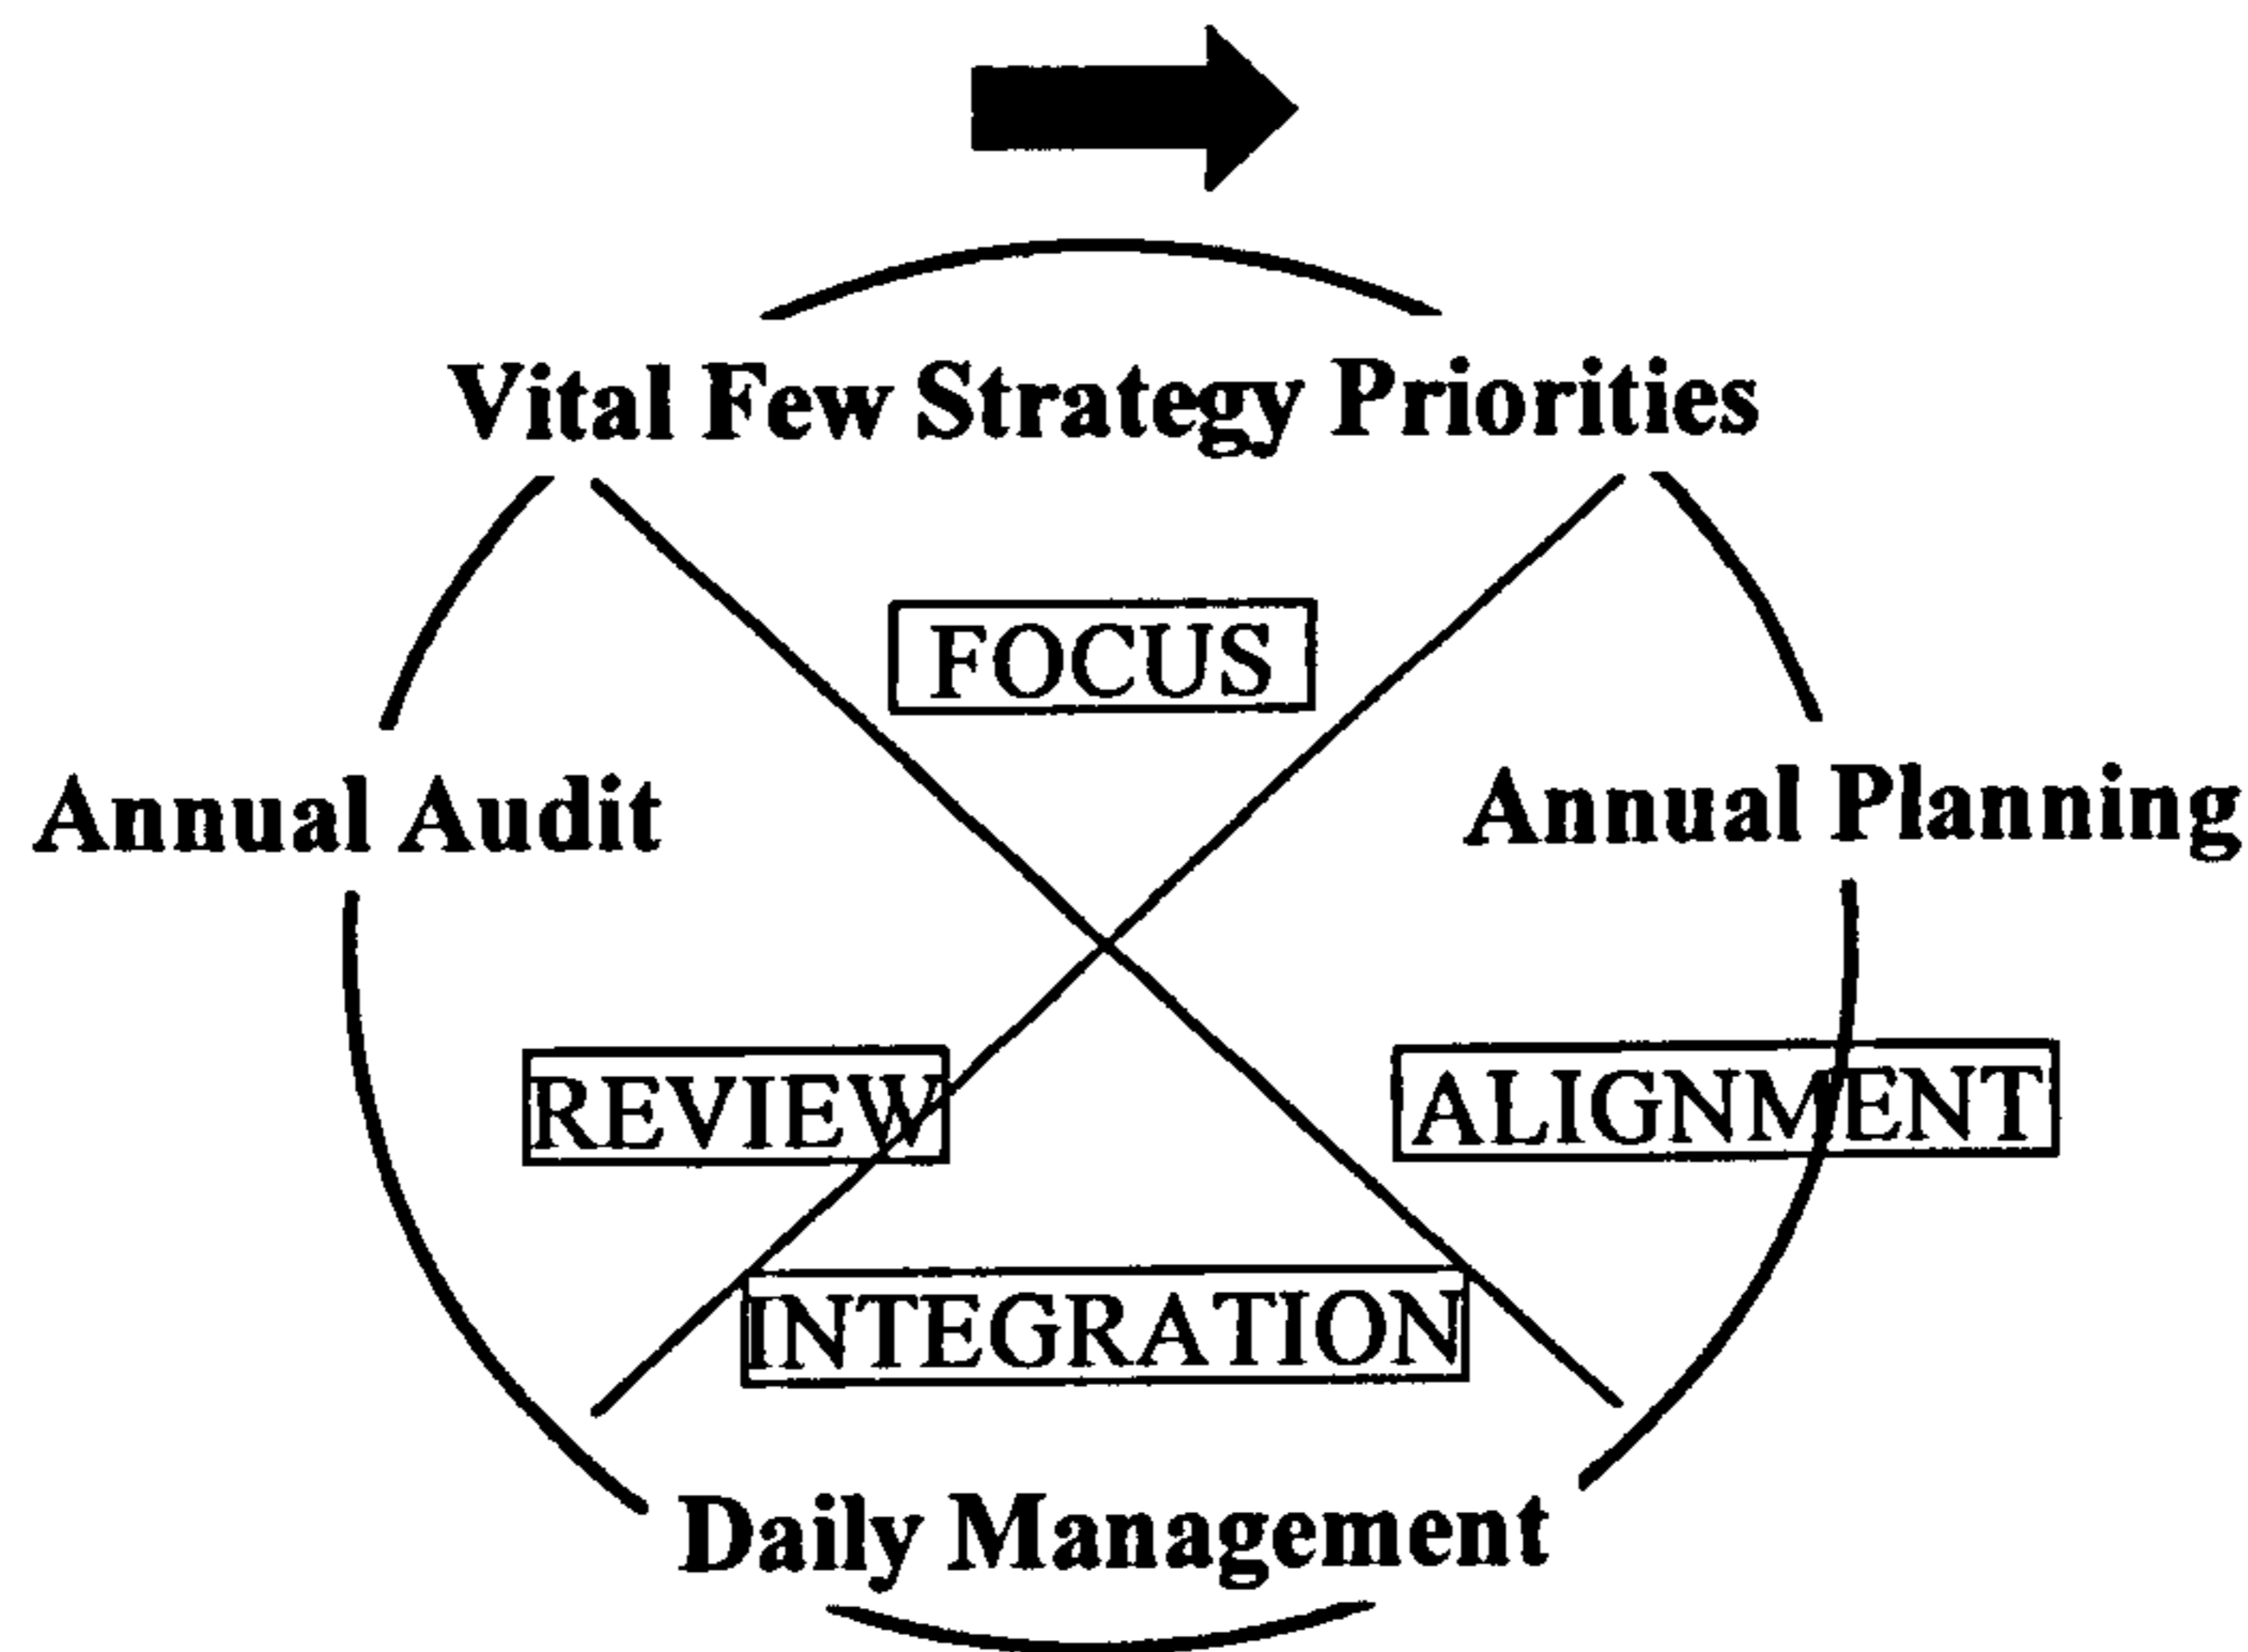 Vital Few Strategy Priorities
FOCUS
Annual Audit
Annual Planning
REVIEW
ALIGNMENT
INTEGRATION
Daily Management